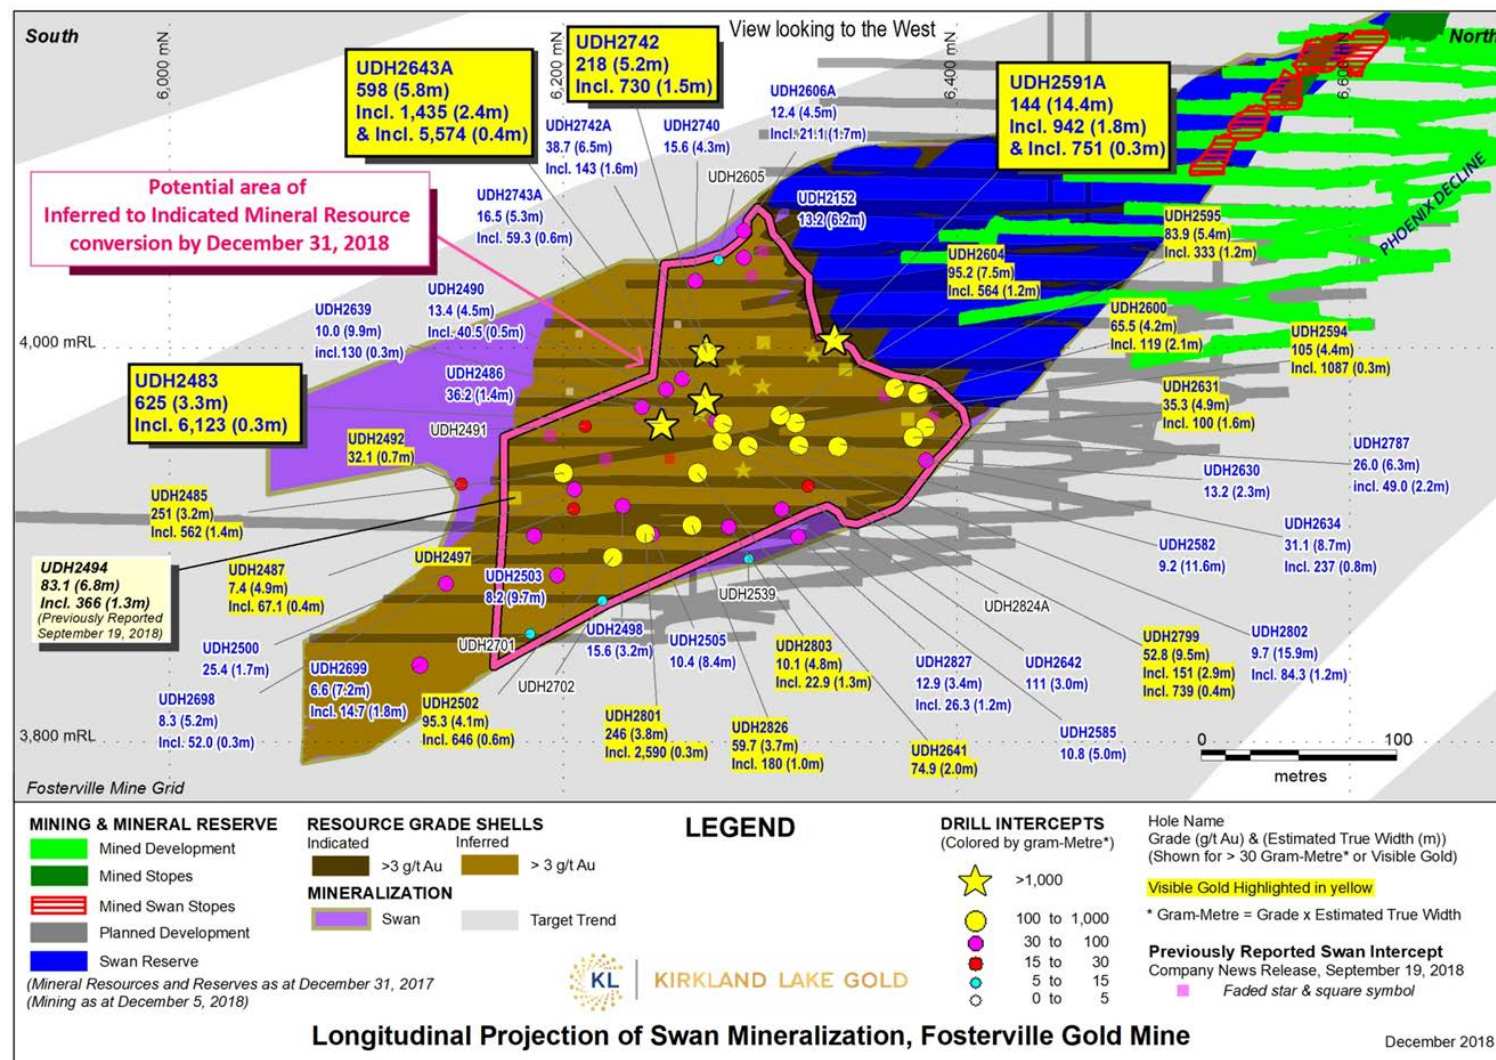 South
View looking to the West
North
6,000 mN
6,200 mN
6,400 mN
6,600 mN
UDH2643A
598 (5.8m)
Incl. 1,435 (2.4m)
& Incl. 5,574 (0.4m)
UDH2742
218 (5.2m)
Incl. 730 (1.5m)
UDH2591A
144 (14.4m)
Incl. 942 (1.8m)
& Incl. 751 (0.3m)
UDH2606A
12.4 (4.5m)
Incl. 21.1 (1.7m)
UDH2742A
38.7 (6.5m)
Incl. 143 (1.6m)
UDH2740
15.6 (4.3m)
UDH2605
Potential area of
Inferred to Indicated Mineral Resource
conversion by December 31, 2018
UDH2743A
16.5 (5.3m)
Incl. 59.3 (0.6m)
UDH2152
13.2 (6.2m)
PHOENIX DECLINE
UDH2595
83.9 (5.4m)
Incl. 333 (1.2m)
UDH2604
95.2 (7.5m)
Incl. 564 (1.2m)
UDH2639
10.0 (9.9m)
incl.130 (0.3m)
UDH2490
13.4 (4.5m)
Incl. 40.5 (0.5m)
UDH2600
65.5 (4.2m)
Incl. 119 (2.1m)
UDH2594
105 (4.4m)
Incl. 1087 (0.3m)
4,000 mRL
UDH2483
625 (3.3m)
Incl. 6,123 (0.3m)
UDH2486
36.2 (1.4m)
UDH2491
UDH2631
35.3 (4.9m)
Incl. 100 (1.6m)
UDH2492
32.1 (0.7m)
UDH2787
26.0 (6.3m)
incl. 49.0 (2.2m)
UDH2630
13.2 (2.3m)
UDH2485
251 (3.2m)
Incl. 562 (1.4m)
UDH2634
31.1 (8.7m)
Incl. 237 (0.8m)
UDH2582
9.2 (11.6m)
UDH2494
83.1 (6.8m)
Incl. 366 (1.3m)
(Previously Reported
September 19, 2018)
UDH2487
7.4 (4.9m)
Incl. 67.1 (0.4m)
UDH2497
UDH2503
8.2 (9.7m)
UDH2539
UDH2824A
UDH2500
25.4 (1.7m)
UDH2701
UDH2498
15.6 (3.2m)
UDH2505
10.4 (8.4m)
UDH2803
10.1 (4.8m)
Incl. 22.9 (1.3m)
UDH2827
12.9 (3.4m)
Incl. 26.3 (1.2m)
UDH2642
111 (3.0m)
UDH2799
52.8 (9.5m)
Incl. 151 (2.9m)
Incl. 739 (0.4m)
UDH2802
9.7 (15.9m)
Incl. 84.3 (1.2m)
UDH2698
8.3 (5.2m)
Incl. 52.0 (0.3m)
UDH2699
6.6 (7.2m)
Incl. 14.7 (1.8m)
UDH2702
UDH2502
95.3 (4.1m)
Incl. 646 (0.6m)
UDH2801
246 (3.8m)
Incl. 2,590 (0.3m)
UDH2826
59.7 (3.7m)
Incl. 180 (1.0m)
UDH2641
74.9 (2.0m)
UDH2585
10.8 (5.0m)
3,800 mRL
0 100
metres
Fosterville Mine Grid
LEGEND
MINING & MINERAL RESERVE
Mined Development
Mined Stopes
Mined Swan Stopes
Planned Development
Swan Reserve
(Mineral Resources and Reserves as at December 31, 2017
(Mining as at December 5, 2018)
RESOURCE GRADE SHELLS
Indicated Inferred
>3 g/t Au > 3 g/t Au
MINERALIZATION
Swan Target Trend
KL KIRKLAND LAKE GOLD
DRILL INTERCEPTS
(Colored by gram-Metre*)
>1,000
100 to 1,000
30 to 100
15 to 30
5 to 15
0 to 5
Hole Name
Grade (g/t Au) & (Estimated True Width (m))
(Shown for > 30 Gram-Metre* or Visible Gold)
Visible Gold Highlighted in yellow
* Gram-Metre = Grade x Estimated True Width
Previously Reported Swan Intercept
Company News Release, September 19, 2018
Faded star & square symbol
Longitudinal Projection of Swan Mineralization, Fosterville Gold Mine
December 2018